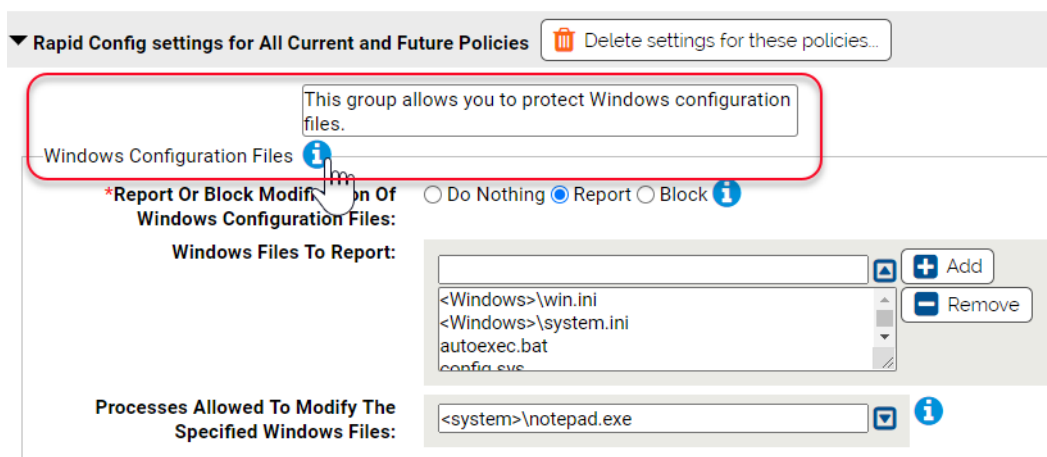 Rapid Config settings for All Current and Future Policies
Delete settings for these policies...
This group allows you to protect Windows configuration
files.
Windows Configuration Files
*Report Or Block Modification Of
Windows Configuration Files:
Do Nothing Report Block
Windows Files To Report:
Add
<Windows>\win.ini
<Windows>\system.ini
autoexec.bat
config.sys
Remove
Processes Allowed To Modify The
Specified Windows Files:
<system>\notepad.exe